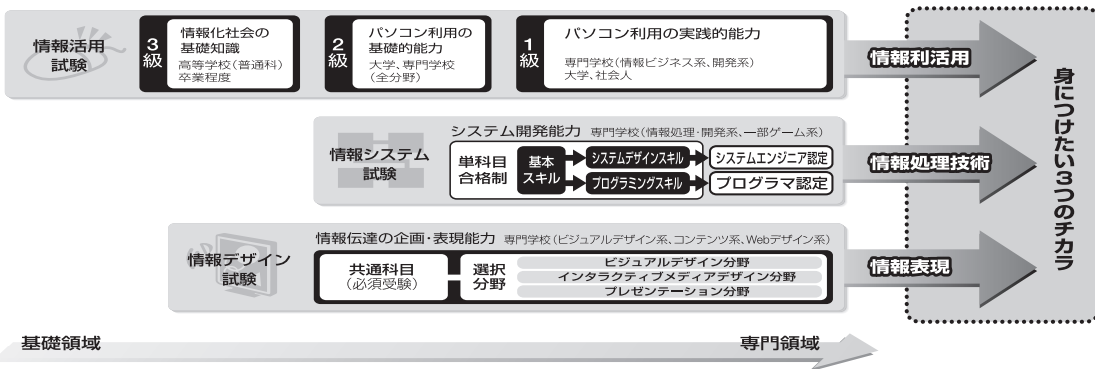 情報活用
試験
3級
情報化社会の
基礎知識
高等学校(普通科)
卒業程度
2級
パソコン利用の
基礎的能力
大学、専門学校
(全分野)
1級
パソコン利用の実践的能力
専門学校(情報ビジネス系、開発系)
大学、社会人
情報利活用
情報システム
試験
システム開発能力 専門学校(情報処理・開発系、一部ゲーム系)
単科目
合格制
基本
スキル
システムデザインスキル
システムエンジニア認定
プログラミングスキル
プログラマ認定
情報処理技術
情報デザイン
試験
情報伝達の企画・表現能力 専門学校(ビジュアルデザイン系、コンテンツ系、Webデザイン系)
共通科目
(必須受験)
選択
分野
ビジュアルデザイン分野
インタラクティブメディアデザイン分野
プレゼンテーション分野
情報表現
身につけたい3つのチカラ
基礎領域
専門領域